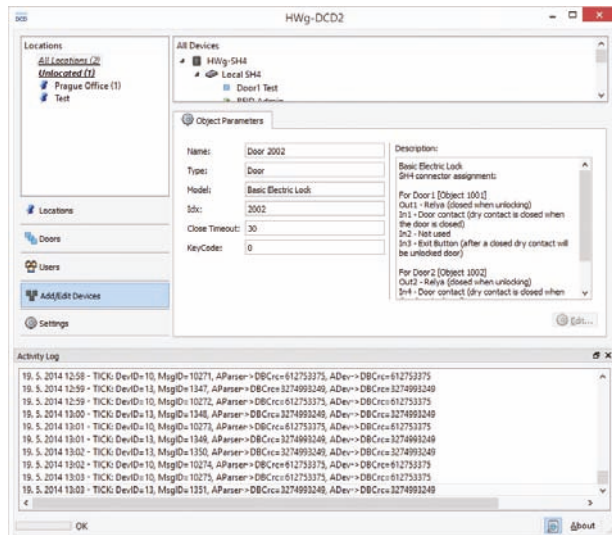 DCD
HWg-DCD2
Locations
All Locations (2)
Unlocated (1)
Prague Office (1)
Test
Locations
Doors
Users
Add/Edit Devices
Settings
All Devices
HWg-SH4
Local SH4
Door1 Test
RFID Admin
Object Parameters
Name: Door 2002
Type: Door
Model: Basic Electric Lock
Idx: 2002
Close Timeout: 30
KeyCode: 0
Description:
Basic Electric Lock
SH4 connector assignment:
For Door1 [Object 1001]
Out1 - Relya (closed when unlocking)
In1 - Door contact (dry contact is closed when
the door is closed)
In2 - Not used
In3 - Exit Button (after a closed dry contact will
be unlocked door)
For Door2 [Object 1002]
Out2 - Relya (closed when unlocking)
In4 - Door contact (dry contact is closed when
Edit...
Activity Log
19. 5. 2014 12:58 - TICK: DevID=10, MsgID=10271, AParser->DBCrc=612753375, ADev->DBCrc=612753375
19. 5. 2014 12:59 - TICK: DevID=13, MsgID=1347, AParser->DBCrc=3274993249, ADev->DBCrc=3274993249
19. 5. 2014 12:59 - TICK: DevID=10, MsgID=10272, AParser->DBCrc=612753375, ADev->DBCrc=612753375
19. 5. 2014 13:00 - TICK: DevID=13, MsgID=1348, AParser->DBCrc=3274993249, ADev->DBCrc=3274993249
19. 5. 2014 13:01 - TICK: DevID=10, MsgID=10273, AParser->DBCrc=612753375, ADev->DBCrc=612753375
19. 5. 2014 13:01 - TICK: DevID=13, MsgID=1349, AParser->DBCrc=3274993249, ADev->DBCrc=3274993249
19. 5. 2014 13:02 - TICK: DevID=13, MsgID=1350, AParser->DBCrc=3274993249, ADev->DBCrc=3274993249
19. 5. 2014 13:02 - TICK: DevID=10, MsgID=10274, AParser->DBCrc=612753375, ADev->DBCrc=612753375
19. 5. 2014 13:03 - TICK: DevID=10, MsgID=10275, AParser->DBCrc=612753375, ADev->DBCrc=612753375
19. 5. 2014 13:03 - TICK: DevID=13, MsgID=1351, AParser->DBCrc=3274993249, ADev->DBCrc=3274993249
OK
About